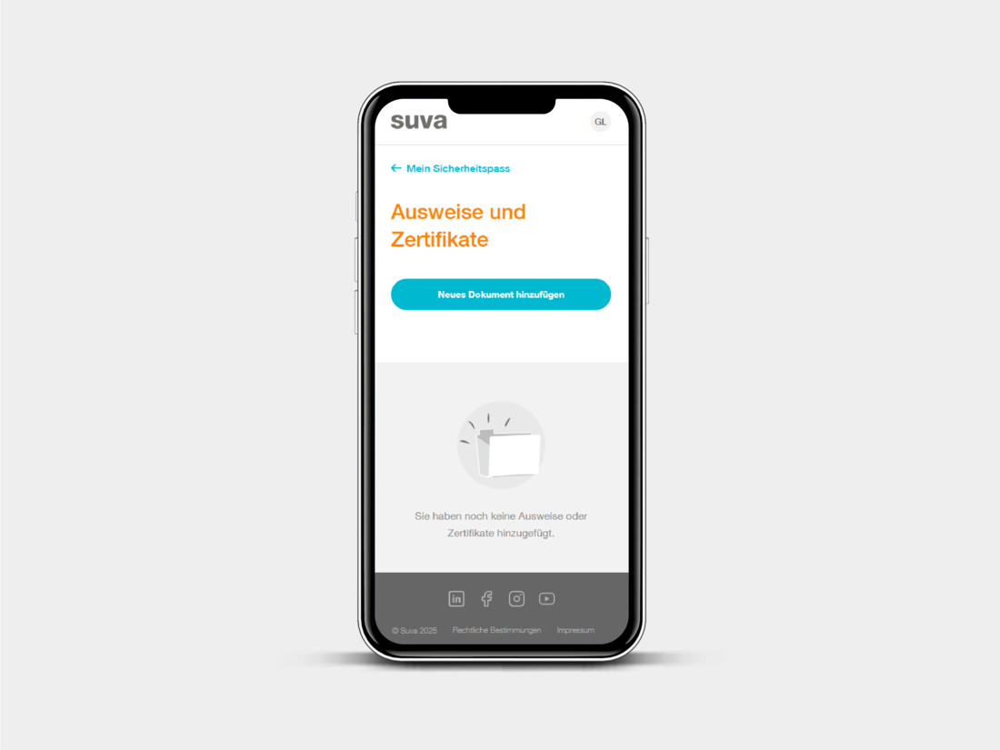 suva
GL
← Mein Sicherheitspass
Ausweise und
Zertifikate
Neues Dokument hinzufügen
Sie haben noch keine Ausweise oder
Zertifikate hinzugefügt.
in
© Suva 2025 Rechtliche Bestimmungen Impressum